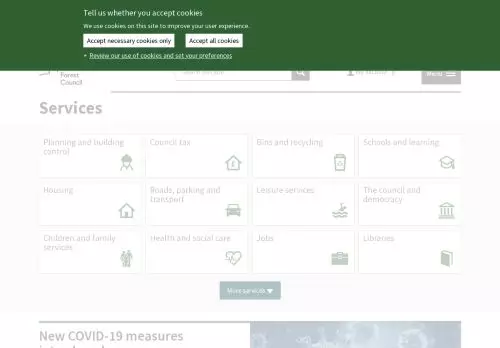 Tell us whether you accept cookies
We use cookies on this site to improve your user experience.
Accept necessary cookies only
Accept all cookies
Review our use of cookies and set your preferences
Forest
Council
Search this site
My account
Menu
Services
Planning and building control
Council tax
Bins and recycling
Schools and learning
Housing
Roads, parking and transport
Leisure services
The council and democracy
Children and family services
Health and social care
Jobs
Libraries
More services
New COVID-19 measures